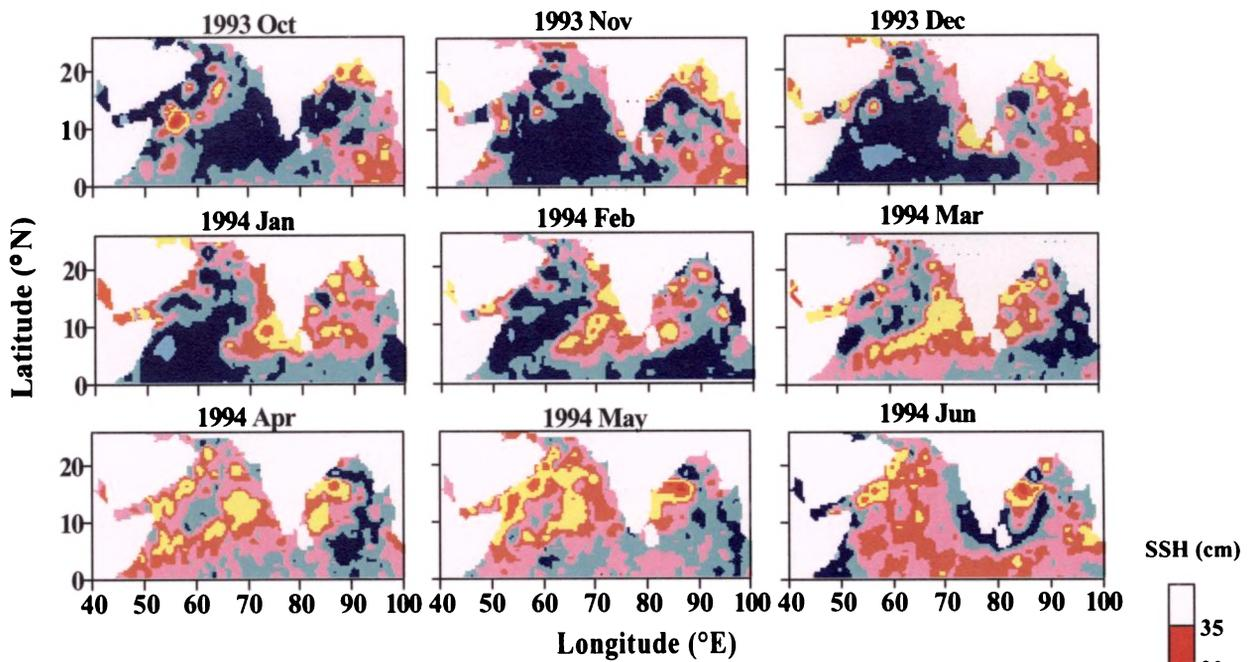 1993 Oct 1993 Nov 1993 Dec
20
10
0
1994 Jan 1994 Feb 1994 Mar
20
10
0
1994 Apr 1994 May 1994 Jun
20
10
0
40 50 60 70 80 90 100 40 50 60 70 80 90 100 40 50 60 70 80 90 100
Latitude (°N)
Longitude (°E)
SSH (cm)
35